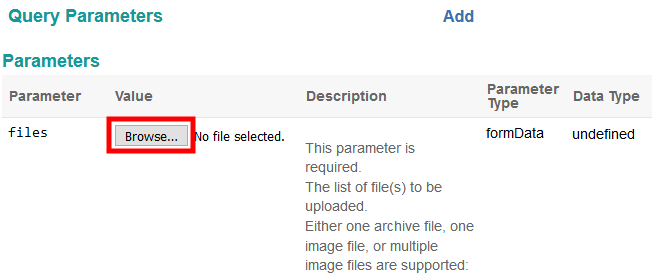 Query Parameters Add
Parameters
Parameter Value Description Parameter Type Data Type
files Browse... No file selected. formData undefined
This parameter is
required.
The list of file(s) to be
uploaded.
Either one archive file, one
image file, or multiple
image files are supported: